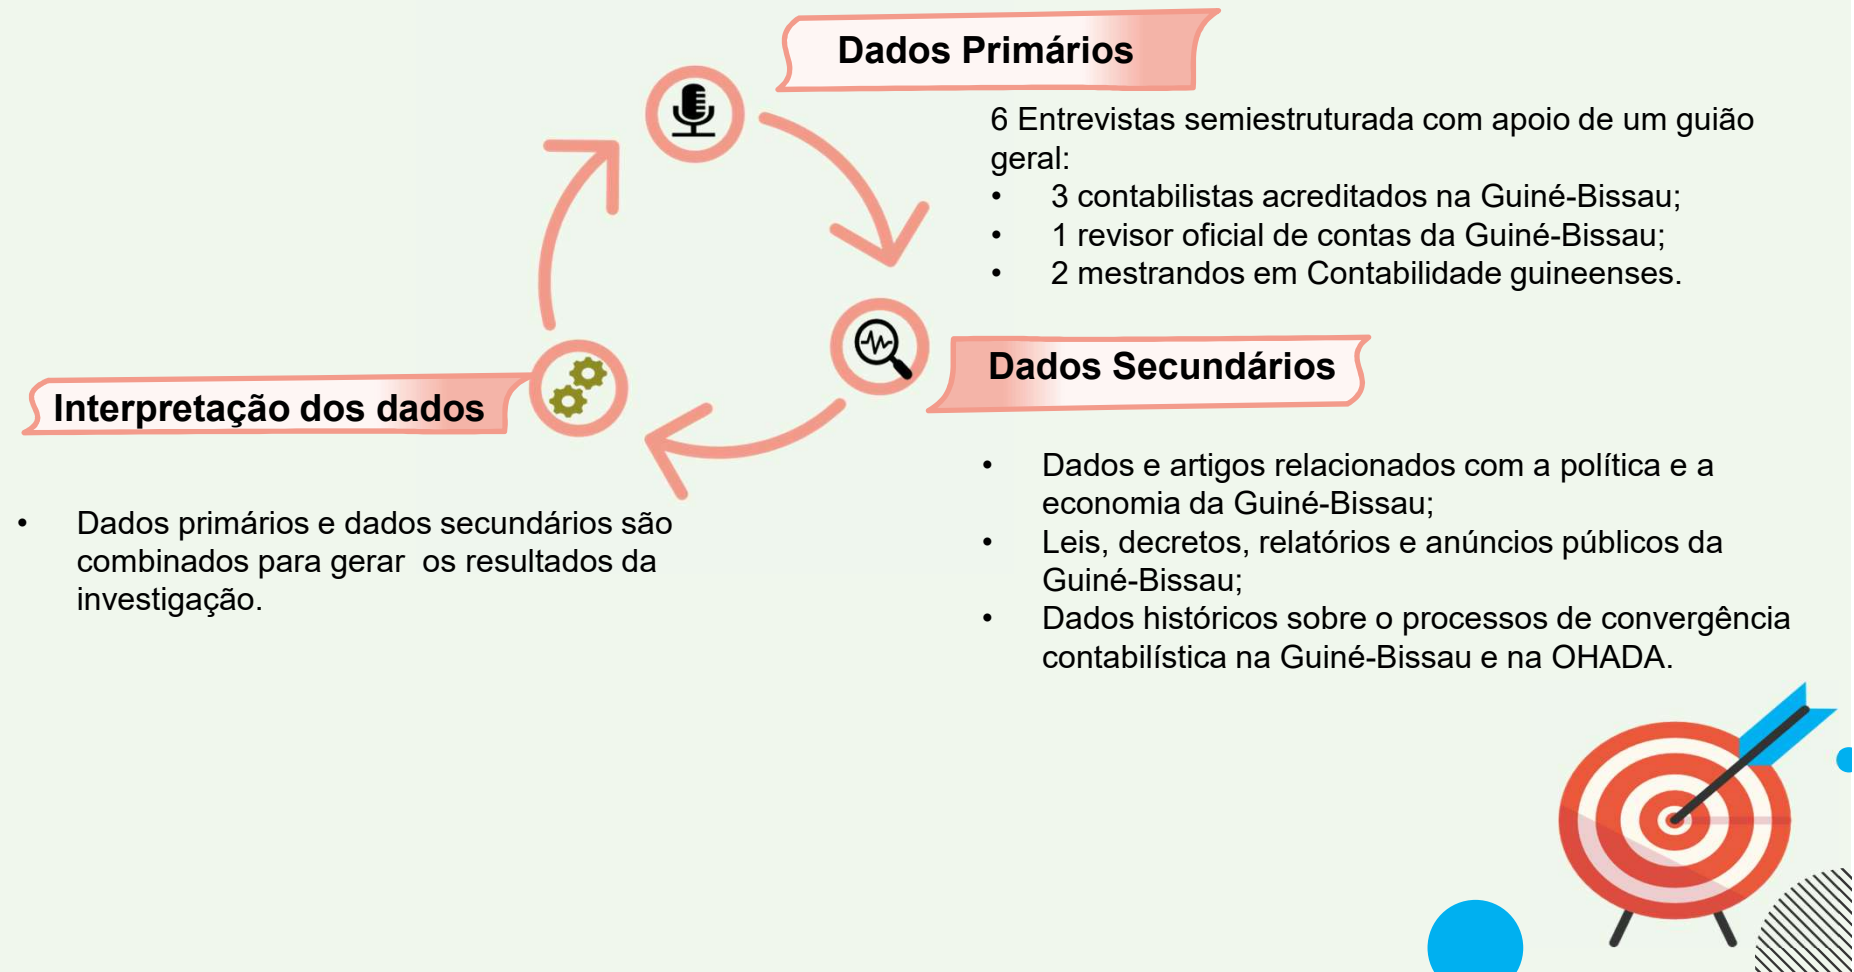 Dados Primários
6 Entrevistas semiestruturada com apoio de um guião
geral:
• 3 contabilistas acreditados na Guiné-Bissau;
• 1 revisor oficial de contas da Guiné-Bissau;
• 2 mestrandos em Contabilidade guineenses.
Dados Secundários
• Dados e artigos relacionados com a política e a
economia da Guiné-Bissau;
• Leis, decretos, relatórios e anúncios públicos da
Guiné-Bissau;
• Dados históricos sobre o processos de convergência
contabilística na Guiné-Bissau e na OHADA.
Interpretação dos dados
• Dados primários e dados secundários são
combinados para gerar  os resultados da
investigação.